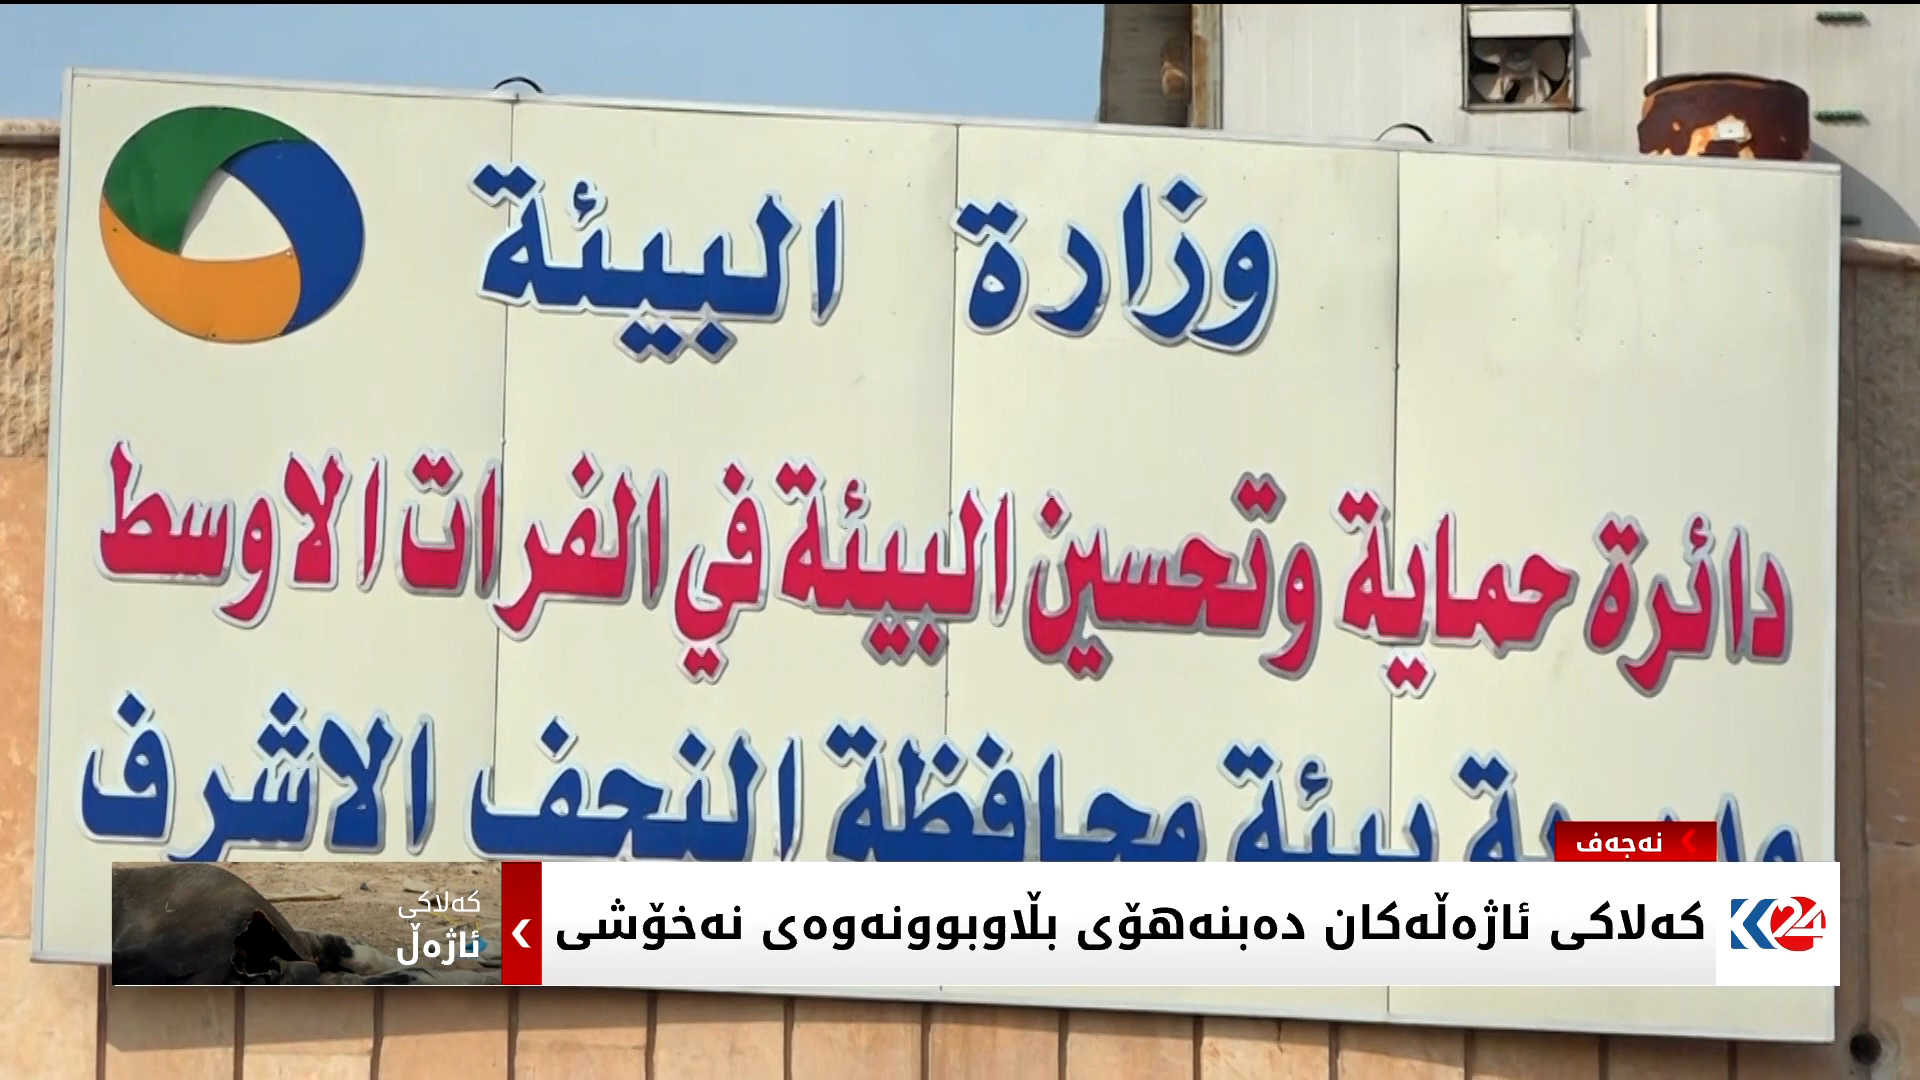 وزارة البيئة
دائرة حماية وتحسين البيئة في الفرات الاوسط
بيئة محافظة النجف الاشرف
نەجەف
کەلاکی ئاژەڵەکان دەبنەهۆی بڵاوبوونەوەی نەخۆشی
K24
کەلاکی
ئاژەڵ